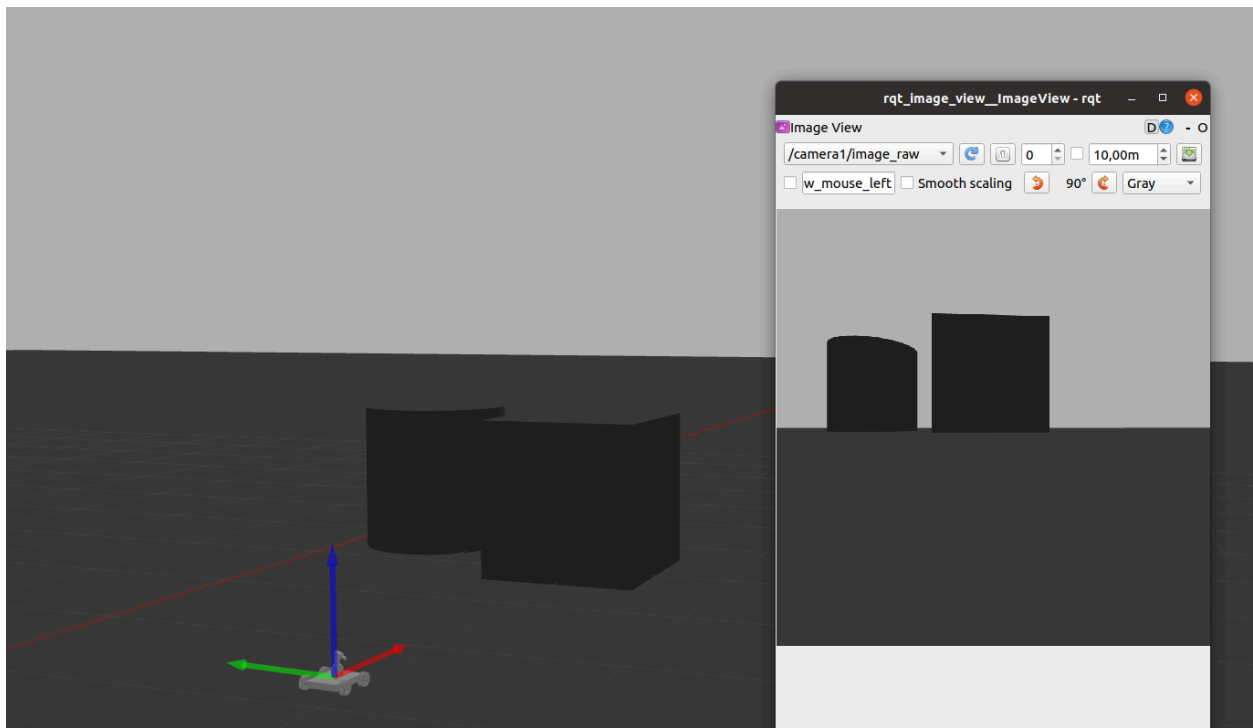 rqt_image_view__ImageView - rqt
Image View D ? - O
/camera1/image_raw 0 10,00m
w_mouse_left Smooth scaling 90° Gray